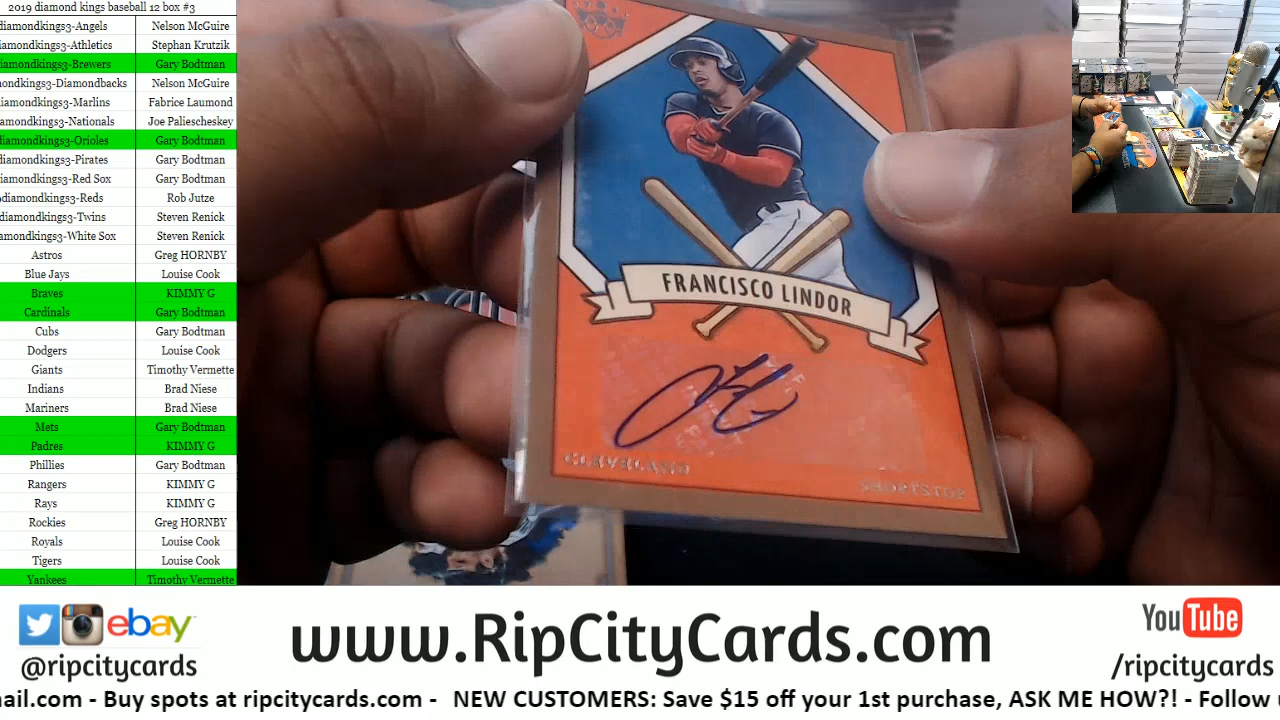 2019 diamond kings baseball 12 box #3
diamondkings3-Angels Nelson McGuire
diamondkings3-Athletics Stephan Krutzik
diamondkings3-Brewers Gary Bodtman
mondkings3-Diamondbacks Nelson McGuire
diamondkings3-Marlins Fabrice Laumond
diamondkings3-Nationals Joe Paliescheskey
diamondkings3-Orioles Gary Bodtman
diamondkings3-Pirates Gary Bodtman
diamondkings3-Red Sox Gary Bodtman
diamondkings3-Reds Rob Jutze
diamondkings3-Twins Steven Renick
amondkings3-White Sox Steven Renick
Astros Greg HORNBY
Blue Jays Louise Cook
Braves KIMMY G
Cardinals Gary Bodtman
Cubs Gary Bodtman
Dodgers Louise Cook
Giants Timothy Vermette
Indians Brad Niese
Mariners Brad Niese
Mets Gary Bodtman
Padres KIMMY G
Phillies Gary Bodtman
Rangers KIMMY G
Rays KIMMY G
Rockies Greg HORNBY
Royals Louise Cook
Tigers Louise Cook
Yankees Timothy Vermette
FRANCISCO LINDOR
CLEVELAND
SHORTSTOP
ebay
@ripcitycards
www.RipCityCards.com
YouTube
/ripcitycards
mail.com - Buy spots at ripcitycards.com - NEW CUSTOMERS: Save $15 off your 1st purchase, ASK ME HOW?! - Follow